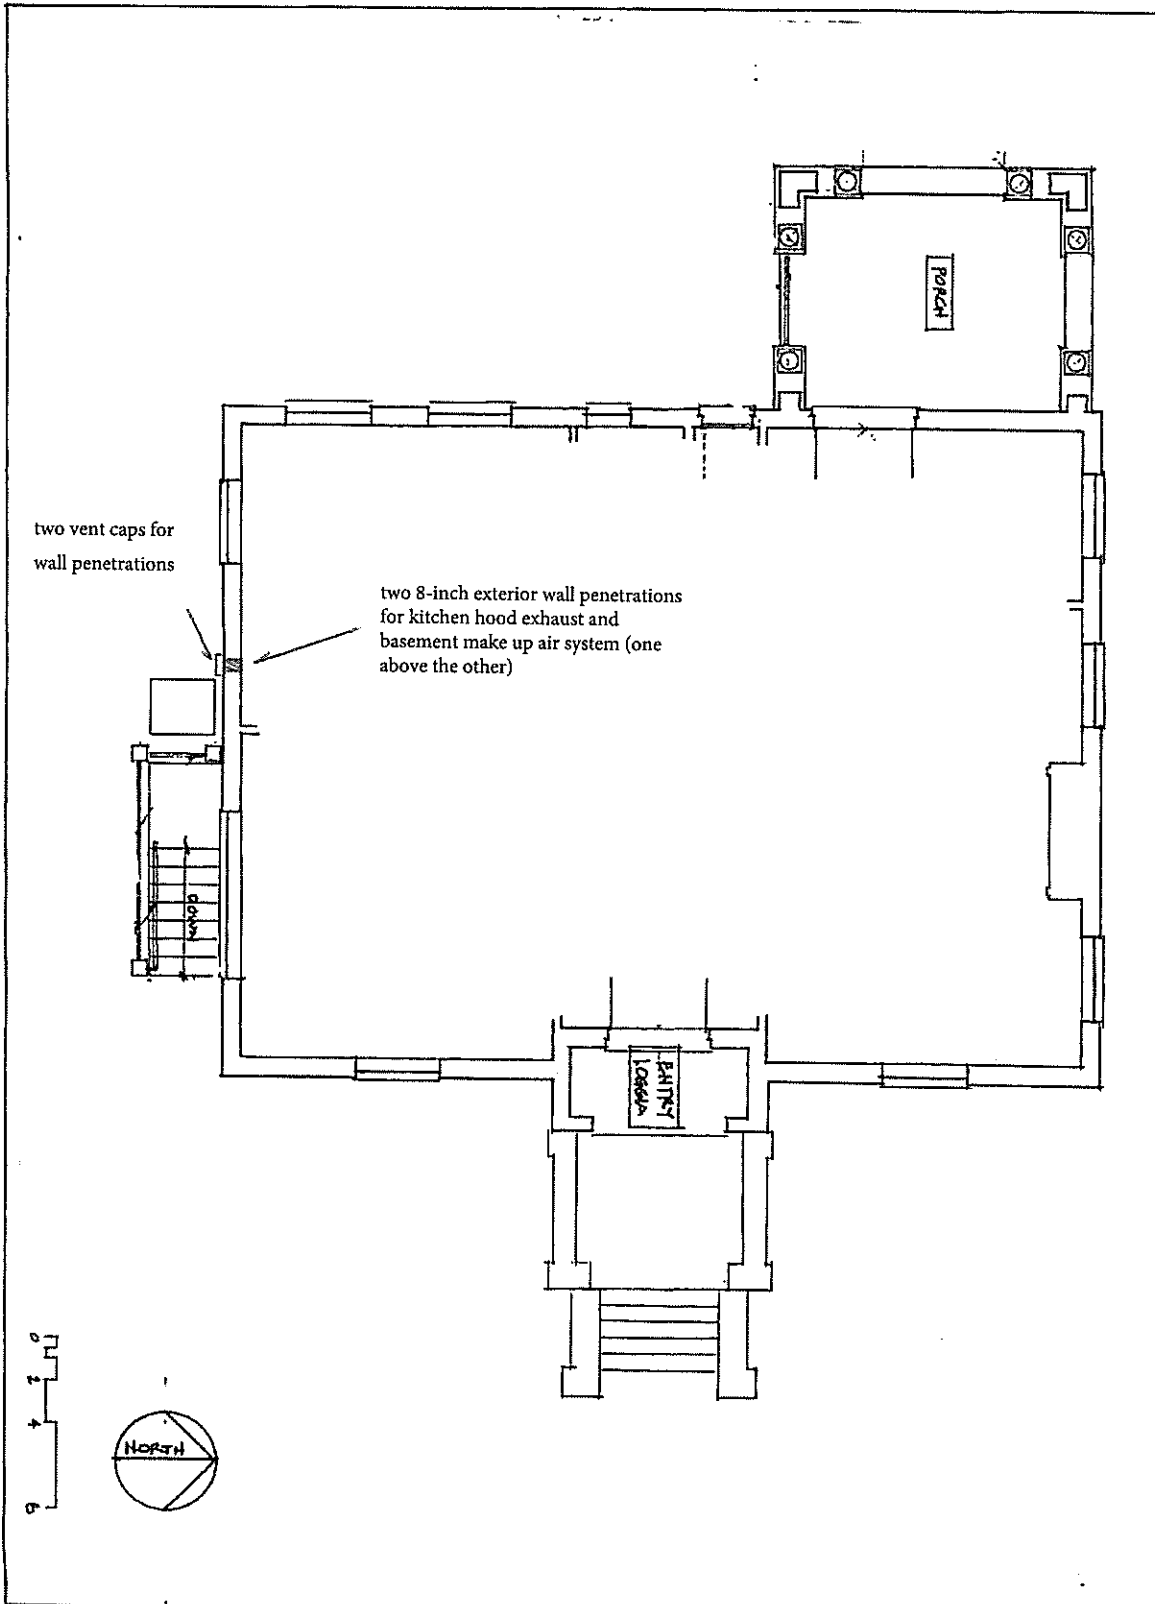 PORCH
two vent caps for
wall penetrations
two 8-inch exterior wall penetrations
for kitchen hood exhaust and
basement make up air system (one
above the other)
DOWN
ENTRY
LOGGIA
0
2
4
NORTH